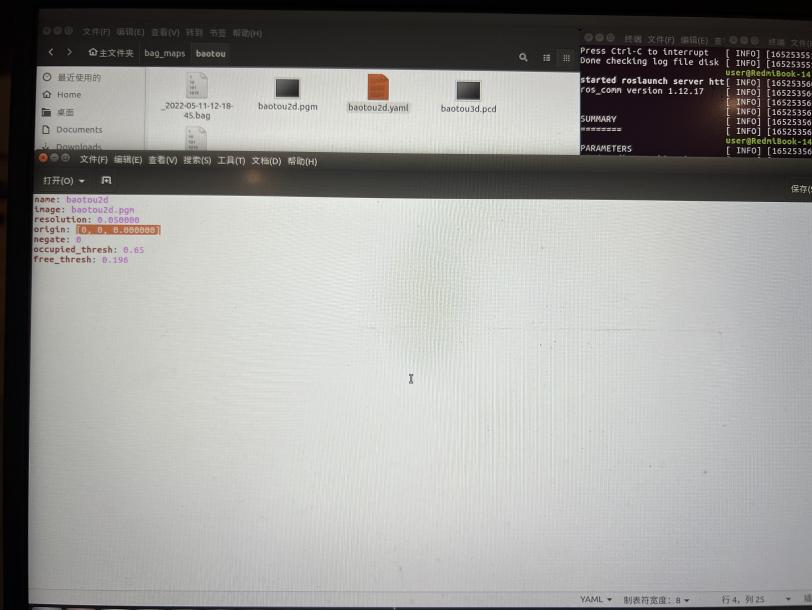 文件(F) 编辑(E) 查看(V) 转到 书签 帮助(H)
主文件夹 bag_maps baotou
最近使用的
Home
桌面
Documents
Downloads
_2022-05-11-12-18-45.bag
baotou2d.pgm
baotou2d.yaml
baotou3d.pcd
终端 文件(F) 编辑(E) 查
终端 文件
Press Ctrl-C to interrupt
Done checking log file disk
started roslaunch server htt
ros_comm version 1.12.17
SUMMARY
========
PARAMETERS
[ INFO] [16525355
[ INFO] [16525355
user@RedmiBook-14
[ INFO] [16525356
[ INFO] [16525356
[ INFO] [16525356
[ INFO] [16525356
[ INFO] [16525356
user@RedmiBook-14
[ INFO] [16525356
文件(F) 编辑(E) 查看(V) 搜索(S) 工具(T) 文档(D) 帮助(H)
打开(O)
保存(S
name: baotou2d
image: baotou2d.pgm
resolution: 0.050000
origin: [0, 0, 0.000000]
negate: 0
occupied_thresh: 0.65
free_thresh: 0.196
YAML 制表符宽度: 8 行 4, 列 25